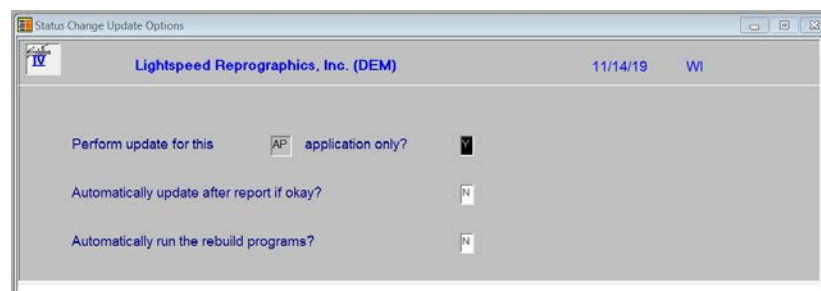 Status Change Update Options
IV
Lightspeed Reprographics, Inc. (DEM) 11/14/19 WI
Perform update for this AP application only? Y
Automatically update after report if okay? N
Automatically run the rebuild programs? N